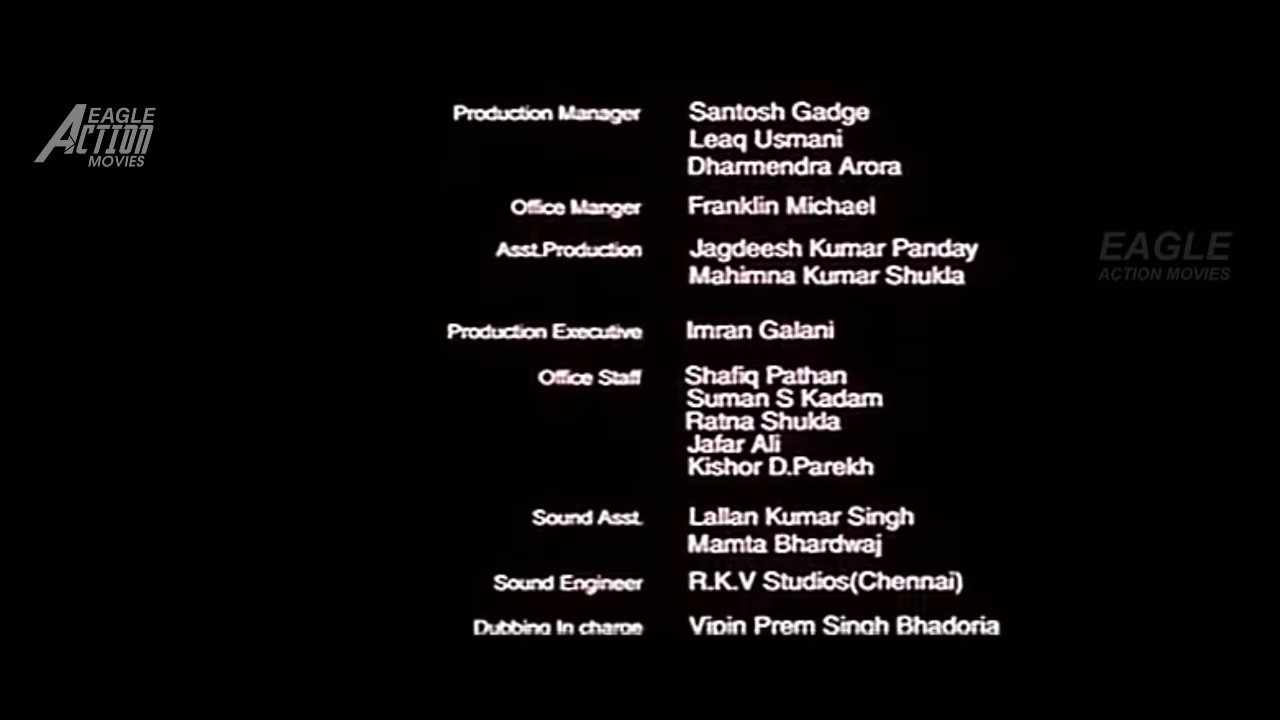 EAGLE
ACTION
MOVIES
Production Manager Santosh Gadge
Leaq Usmani
Dharmendra Arora
Office Manger Franklin Michael
Asst.Production Jagdeesh Kumar Panday
Mahimna Kumar Shukla
EAGLE
ACTION MOVIES
Production Executive Imran Galani
Office Staff Shafiq Pathan
Suman S Kadam
Ratna Shukla
Jafar Ali
Kishor D.Parekh
Sound Asst. Lallan Kumar Singh
Mamta Bhardwaj
Sound Engineer R.K.V Studios(Chennai)
Dubbing In charge Vipin Prem Singh Bhadoria